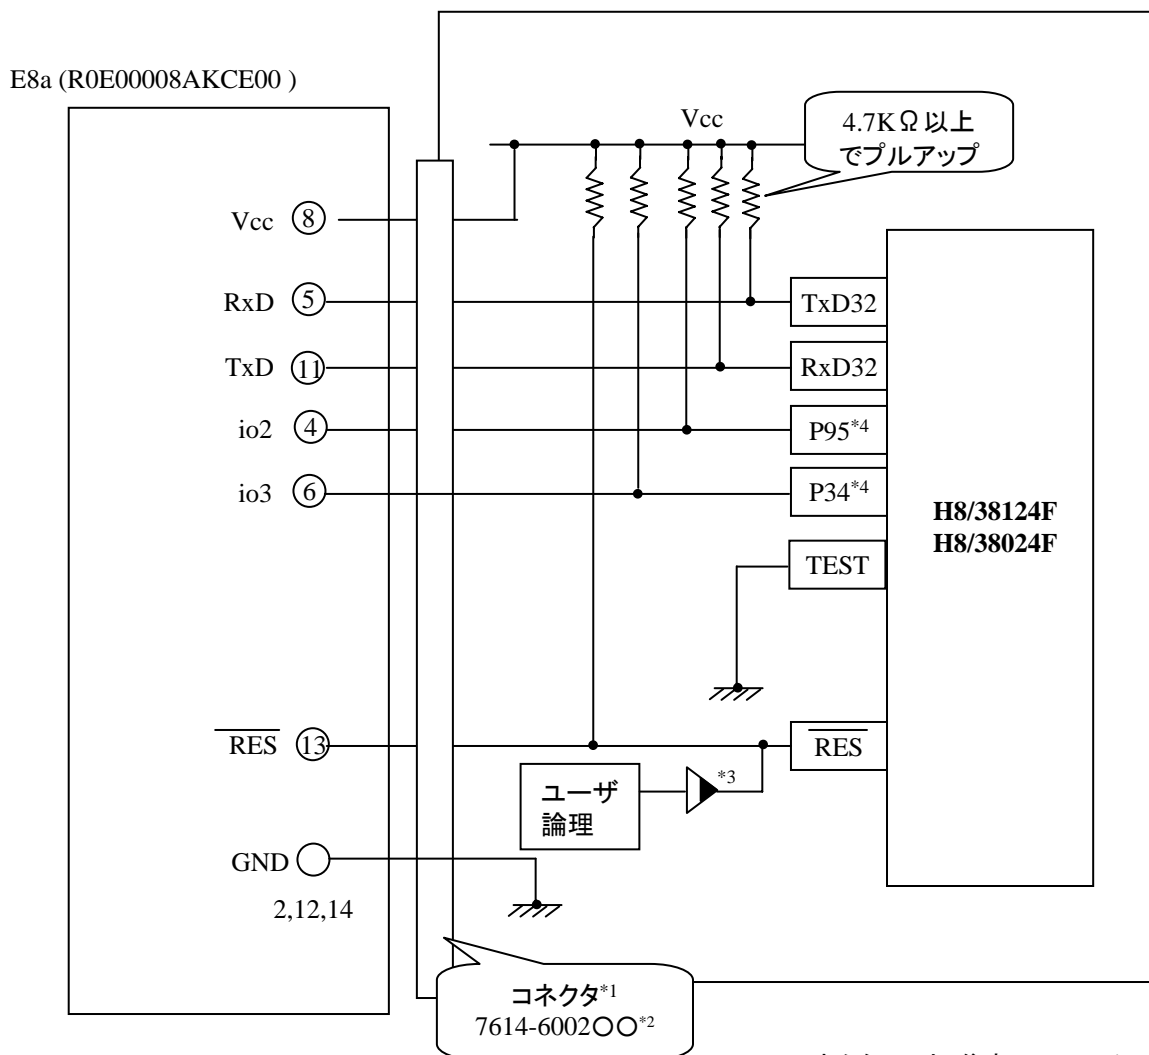 E8a (R0E00008AKCE00 )
Vcc
4.7KΩ以上
でプルアップ
Vcc 8
RxD 5
TxD32
TxD 11
RxD32
io2 4
P95*4
io3 6
P34*4
H8/38124F
H8/38024F
TEST
RES 13
RES
*3
ユーザ
論理
GND
2,12,14
コネクタ*1
7614-6002〇〇*2